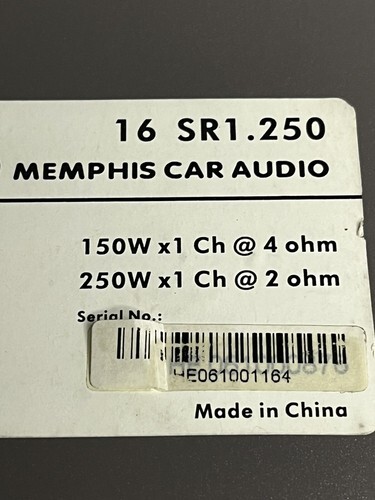 16 SR1.250
MEMPHIS CAR AUDIO
150W x1 Ch @ 4 ohm
250W x1 Ch @ 2 ohm
Serial No.:
HE061001164
Made in China